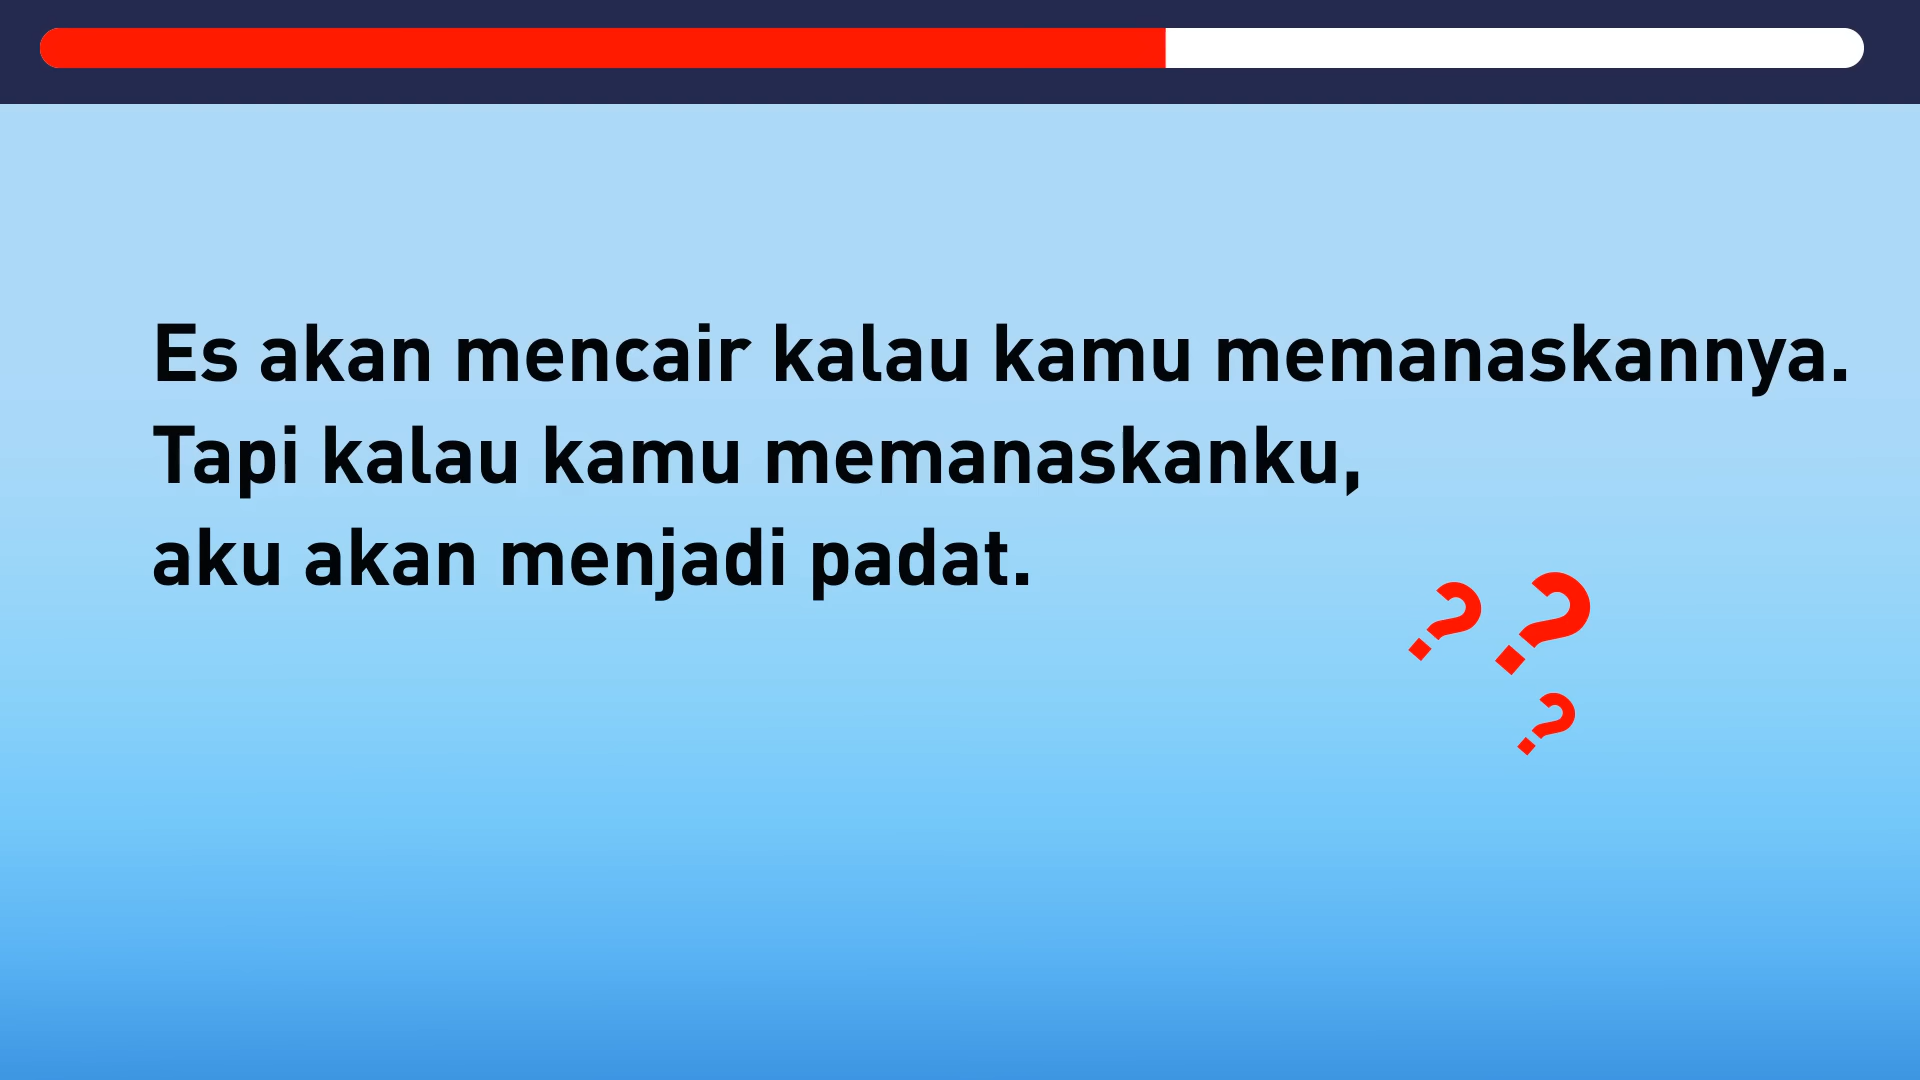 Es akan mencair kalau kamu memanaskannya.
Tapi kalau kamu memanaskanku,
aku akan menjadi padat.
? ?
?